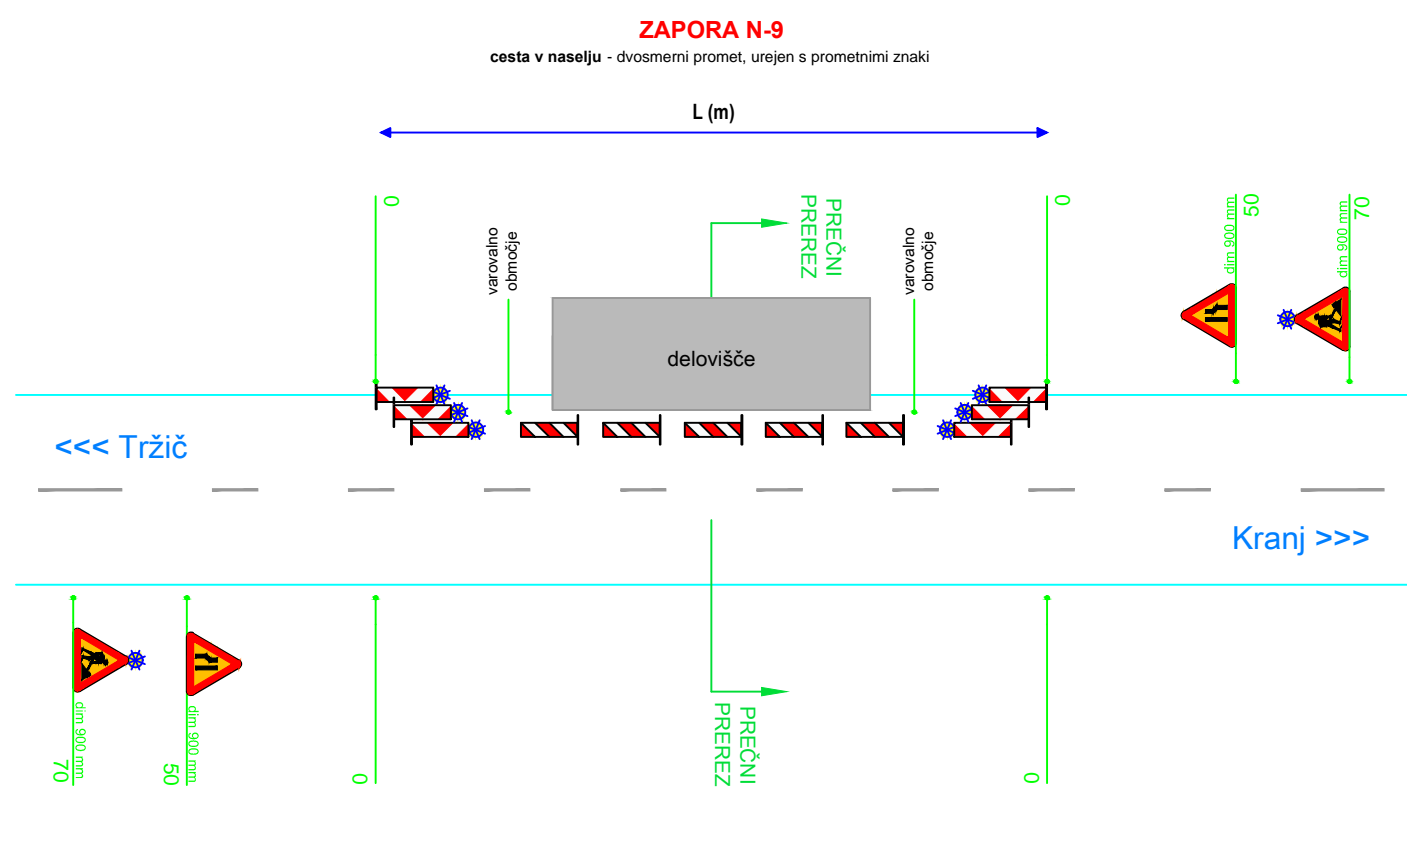 ZAPORA N-9
cesta v naselju - dvosmerni promet, urejen s prometnimi znaki
L (m)
0
varovalno
območje
PREČNI
PREREZ
varovalno
območje
0
dim 900 mm
50
dim 900 mm
70
delovišče
<<< Tržič
Kranj >>>
dim 900 mm
70
dim 900 mm
50
0
PREČNI
PREREZ
0